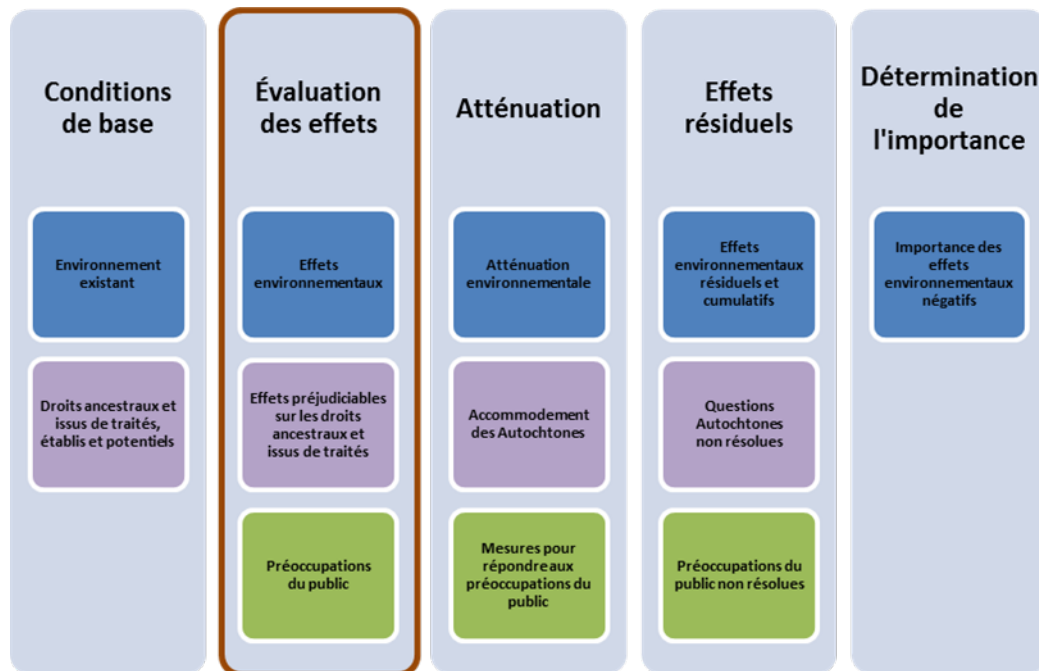 Conditions
de base
Environnement
existant
Droits ancestraux et
issus de traités,
établis et potentiels
Évaluation
des effets
Effets
environnementaux
Effets préjudiciables
sur les droits
ancestraux et
issus de traités
Préoccupations
du public
Atténuation
Atténuation
environnementale
Accommodement
des Autochtones
Mesures pour
répondre aux
préoccupations du
public
Effets
résiduels
Effets
environnementaux
résiduels et
cumulatifs
Questions
Autochtones
non résolues
Préoccupations du
public non résolues
Détermination
de
l'importance
Importance des
effets
environnementaux
négatifs